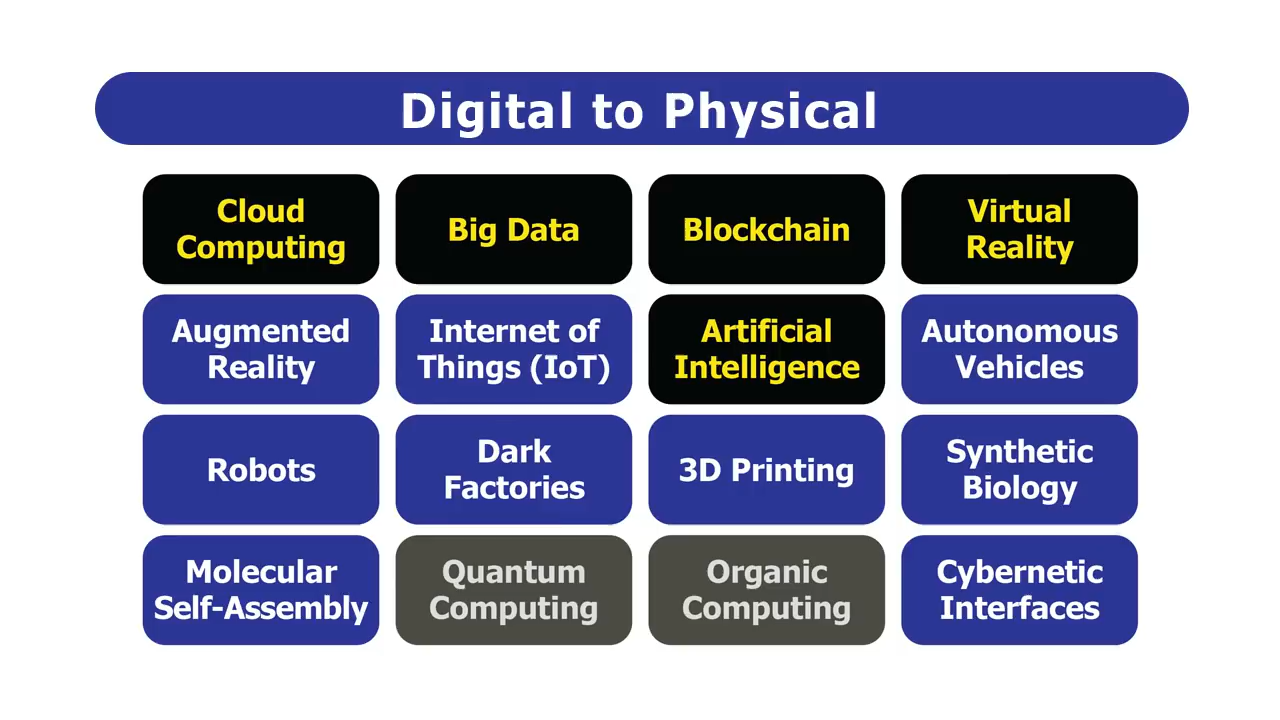 Digital to Physical
Cloud
Computing
Big Data
Blockchain
Virtual
Reality
Augmented
Reality
Internet of
Things (IoT)
Artificial
Intelligence
Autonomous
Vehicles
Robots
Dark
Factories
3D Printing
Synthetic
Biology
Molecular
Self-Assembly
Quantum
Computing
Organic
Computing
Cybernetic
Interfaces